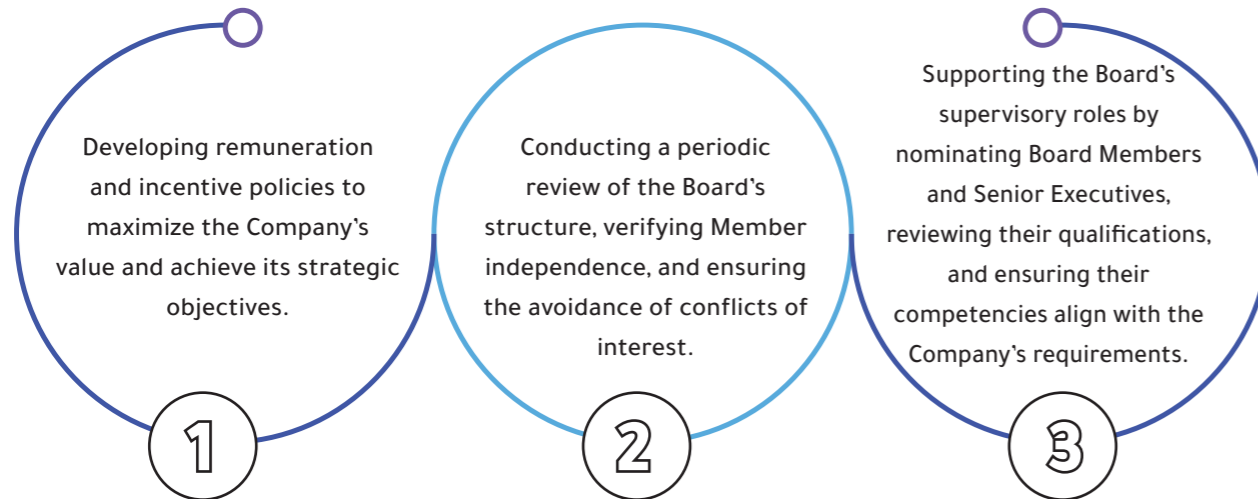 Developing remuneration
and incentive policies to
maximize the Company's
value and achieve its strategic
objectives.
1
Conducting a periodic
review of the Board's
structure, verifying Member
independence, and ensuring
the avoidance of conflicts of
interest.
2
Supporting the Board's
supervisory roles by
nominating Board Members
and Senior Executives,
reviewing their qualifications,
and ensuring their
competencies align with the
Company's requirements.
3